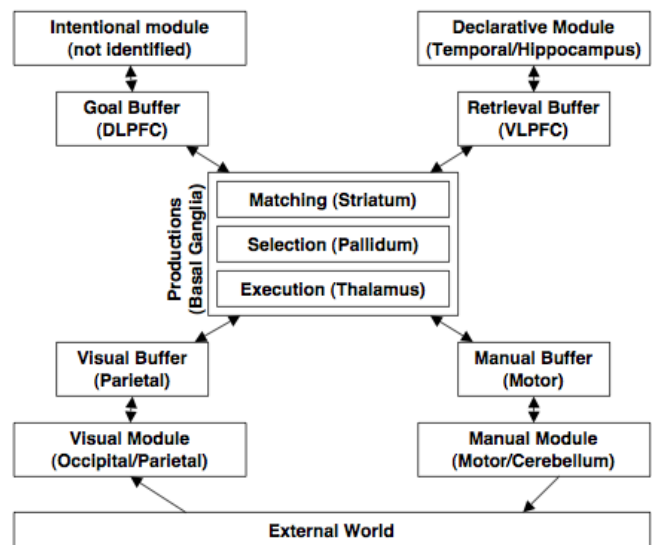 Intentional module
(not identified)
Declarative Module
(Temporal/Hippocampus)
Goal Buffer
(DLPFC)
Retrieval Buffer
(VLPFC)
Productions
(Basal Ganglia)
Matching (Striatum)
Selection (Pallidum)
Execution (Thalamus)
Visual Buffer
(Parietal)
Manual Buffer
(Motor)
Visual Module
(Occipital/Parietal)
Manual Module
(Motor/Cerebellum)
External World